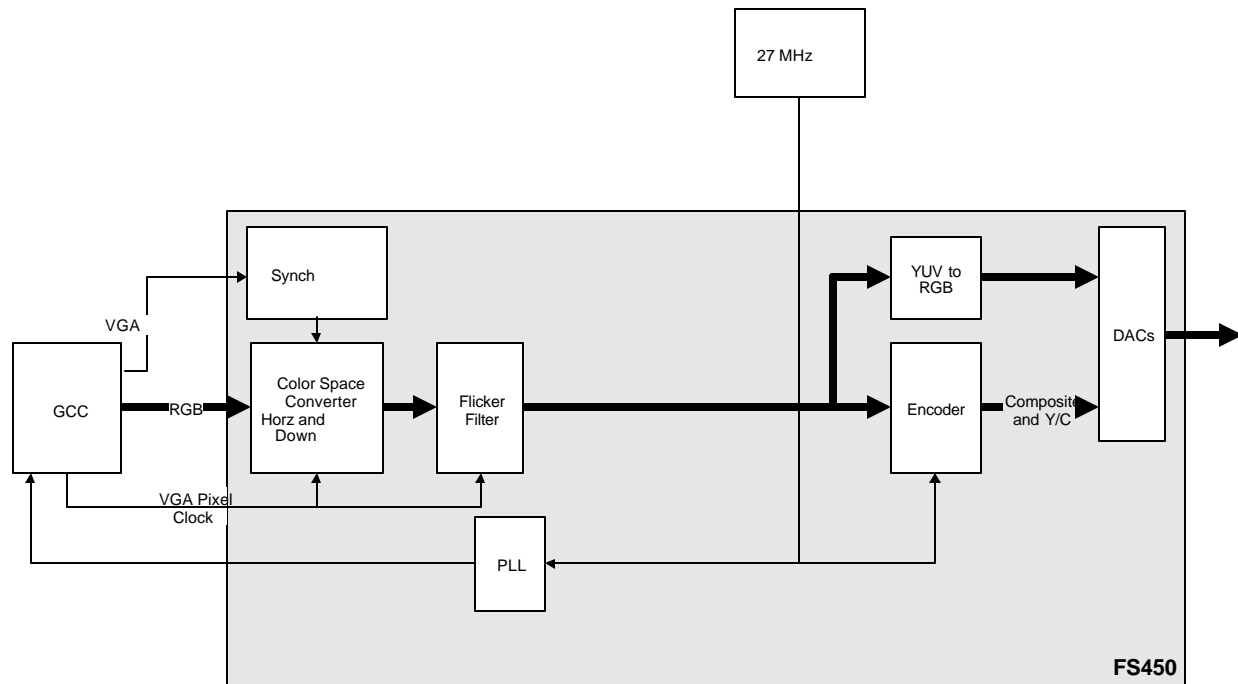 27 MHz
Synch
YUV to
RGB
VGA
DACs
GCC
RGB
Color Space
Converter
Horz and
Down
Flicker
Filter
Encoder
Composite
and Y/C
VGA Pixel
Clock
PLL
FS450